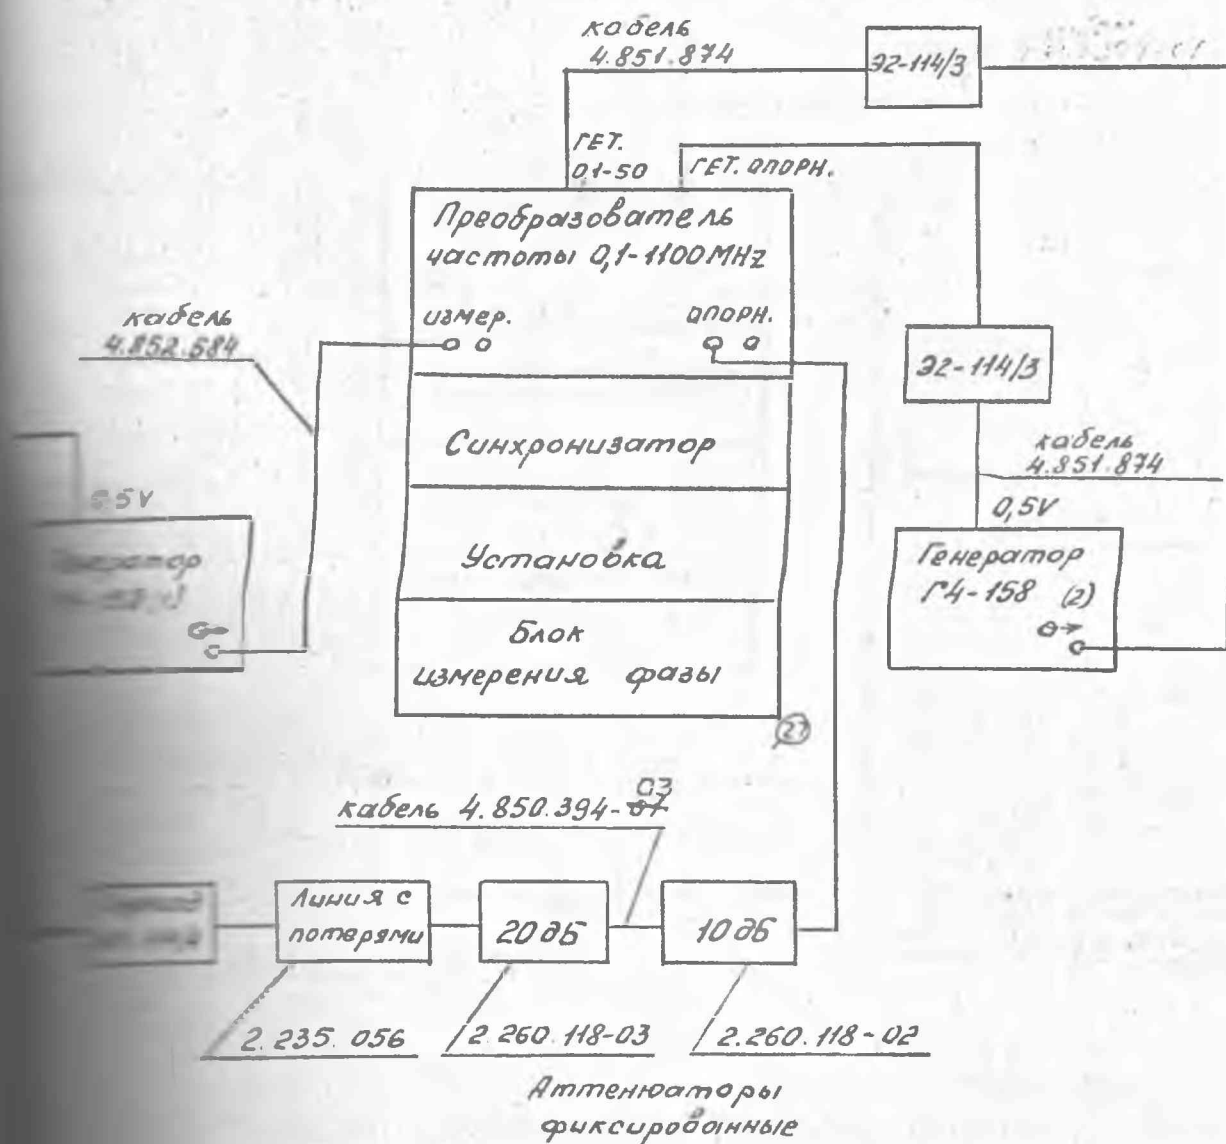 кабель
4.851.874
Э2-114/3
ГЕТ.
0,1-50
ГЕТ. ОПОРН.
Преобразователь
частоты 0,1-1100 MHz
измер.
опорн.
кабель
4.852.684
Э2-114/3
Синхронизатор
кабель
4.851.874
0,5V
Установка
Генератор
Г4-158 (2)
Блок
измерения фазы
27
кабель 4.850.394-07
03
Линия с
потерями
20 дБ
10 дБ
2.235.056
2.260.118-03
2.260.118-02
Аттенюаторы
фиксированные